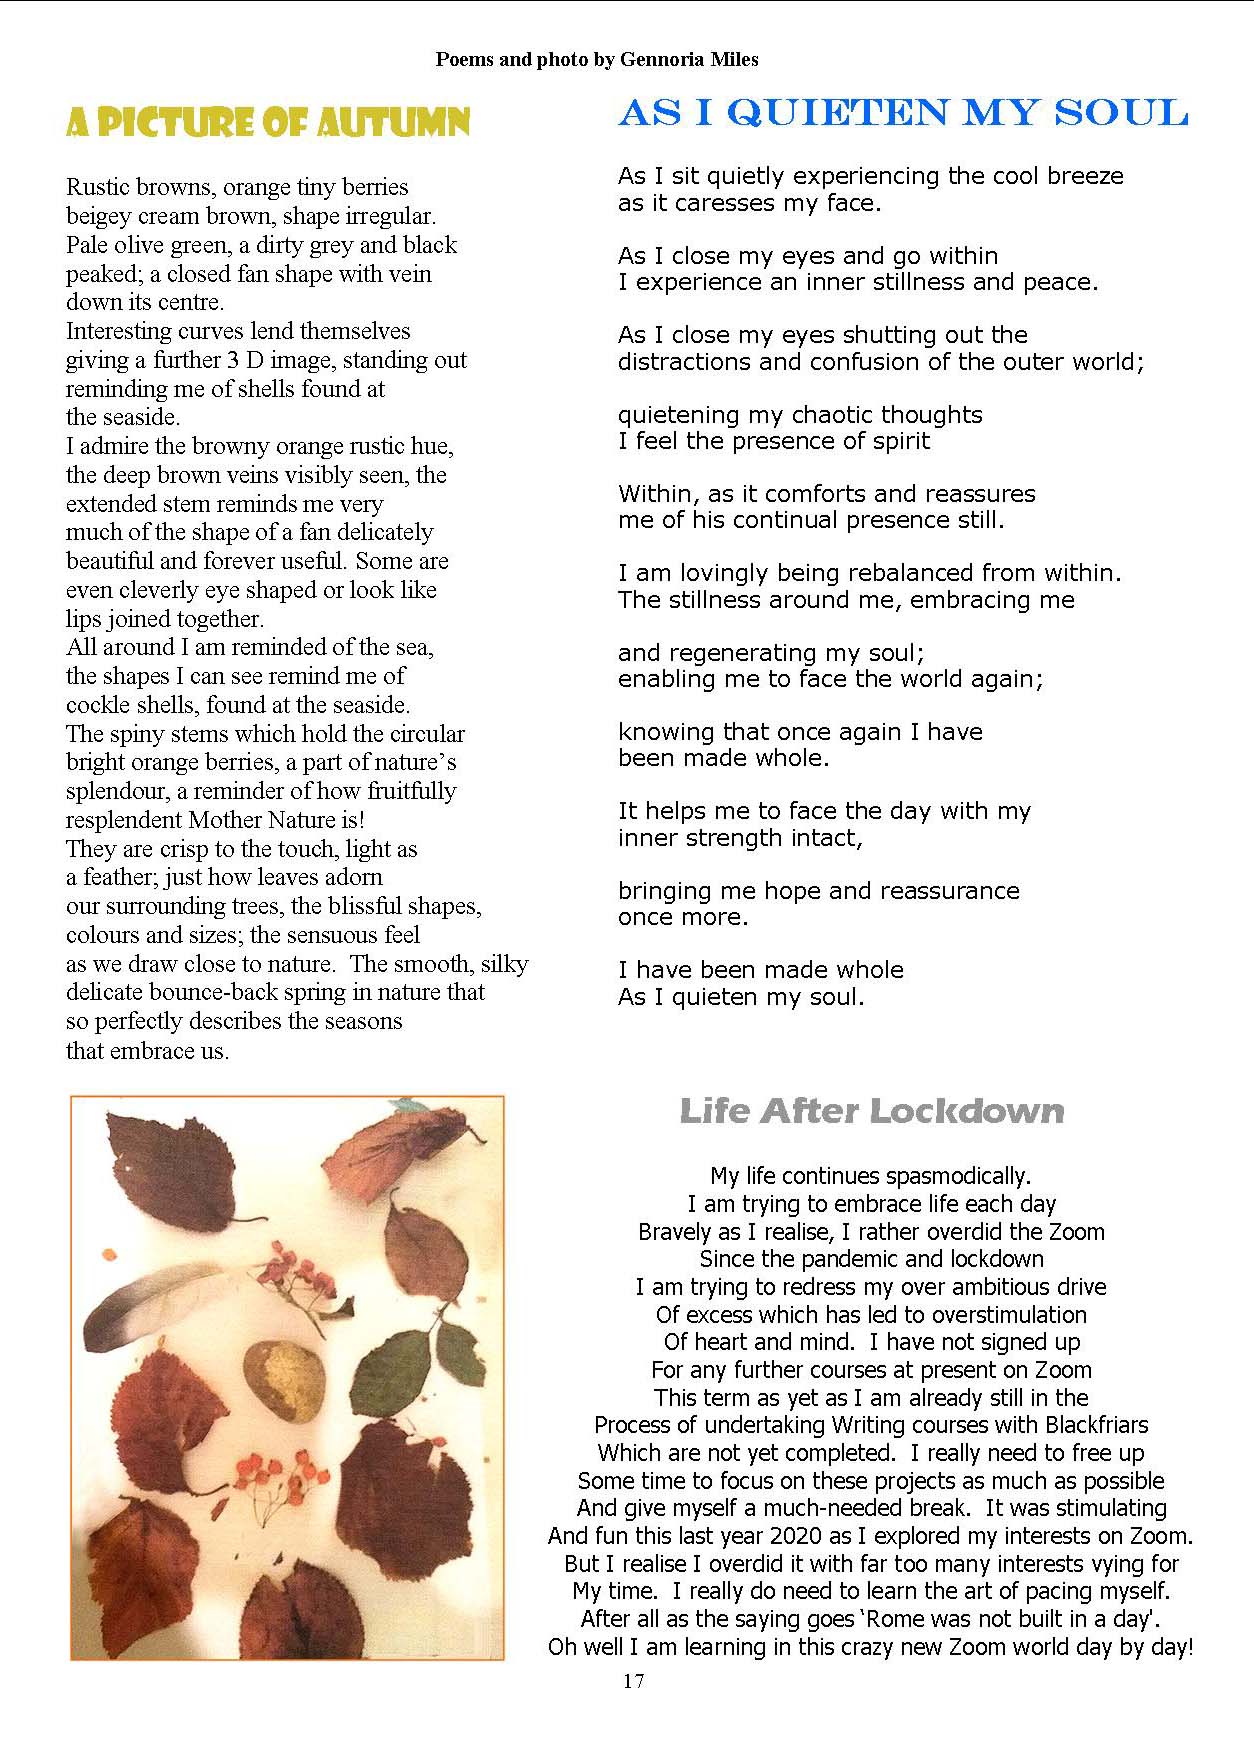 Poems and photo by Gennoria Miles
A PICTURE OF AUTUMN
Rustic browns, orange tiny berries
beigey cream brown, shape irregular.
Pale olive green, a dirty grey and black
peaked; a closed fan shape with vein
down its centre.
Interesting curves lend themselves
giving a further 3 D image, standing out
reminding me of shells found at
the seaside.
I admire the browny orange rustic hue,
the deep brown veins visibly seen, the
extended stem reminds me very
much of the shape of a fan delicately
beautiful and forever useful. Some are
even cleverly eye shaped or look like
lips joined together.
All around I am reminded of the sea,
the shapes I can see remind me of
cockle shells, found at the seaside.
The spiny stems which hold the circular
bright orange berries, a part of nature’s
splendour, a reminder of how fruitfully
resplendent Mother Nature is!
They are crisp to the touch, light as
a feather; just how leaves adorn
our surrounding trees, the blissful shapes,
colours and sizes; the sensuous feel
as we draw close to nature.  The smooth, silky
delicate bounce-back spring in nature that
so perfectly describes the seasons
that embrace us.
AS I QUIETEN MY SOUL
As I sit quietly experiencing the cool breeze
as it caresses my face.
As I close my eyes and go within
I experience an inner stillness and peace.
As I close my eyes shutting out the
distractions and confusion of the outer world;
quietening my chaotic thoughts
I feel the presence of spirit
Within, as it comforts and reassures
me of his continual presence still.
I am lovingly being rebalanced from within.
The stillness around me, embracing me
and regenerating my soul;
enabling me to face the world again;
knowing that once again I have
been made whole.
It helps me to face the day with my
inner strength intact,
bringing me hope and reassurance
once more.
I have been made whole
As I quieten my soul.
Life After Lockdown
My life continues spasmodically.
I am trying to embrace life each day
Bravely as I realise, I rather overdid the Zoom
Since the pandemic and lockdown
I am trying to redress my over ambitious drive
Of excess which has led to overstimulation
Of heart and mind.  I have not signed up
For any further courses at present on Zoom
This term as yet as I am already still in the
Process of undertaking Writing courses with Blackfriars
Which are not yet completed.  I really need to free up
Some time to focus on these projects as much as possible
And give myself a much-needed break.  It was stimulating
And fun this last year 2020 as I explored my interests on Zoom.
But I realise I overdid it with far too many interests vying for
My time.  I really do need to learn the art of pacing myself.
After all as the saying goes ‘Rome was not built in a day'.
Oh well I am learning in this crazy new Zoom world day by day!
17